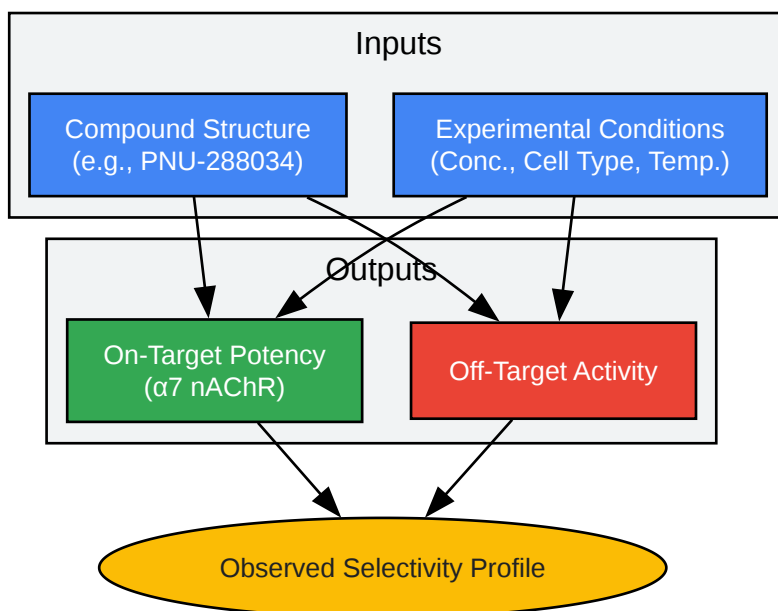 Inputs
Compound Structure
(e.g., PNU-288034)
Experimental Conditions
(Conc., Cell Type, Temp.)
Outputs
On-Target Potency
(α7 nAChR)
Off-Target Activity
Observed Selectivity Profile